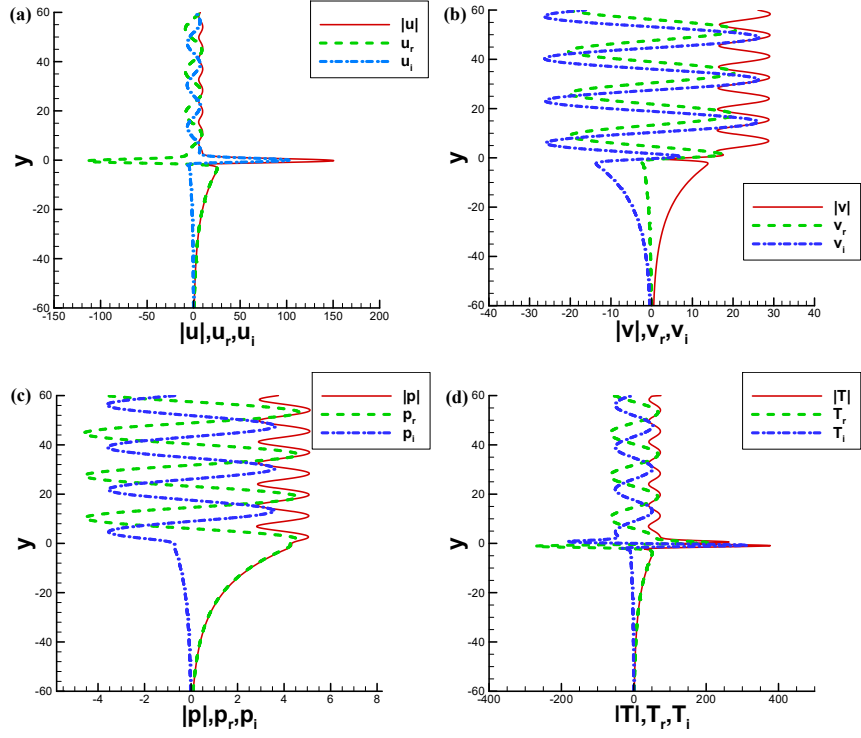 (a)
|u|
u_r
u_i
y
60
40
20
0
-20
-40
-60
-150 -100 -50 0 50 100 150 200
|u|,u_r,u_i
(b)
|v|
v_r
v_i
y
60
40
20
0
-20
-40
-60
-40 -30 -20 -10 0 10 20 30 40
|v|,v_r,v_i
(c)
|p|
p_r
p_i
y
60
40
20
0
-20
-40
-60
-4 -2 0 2 4 6 8
|p|,p_r,p_i
(d)
|T|
T_r
T_i
y
60
40
20
0
-20
-40
-60
-400 -200 0 200 400
|T|,T_r,T_i